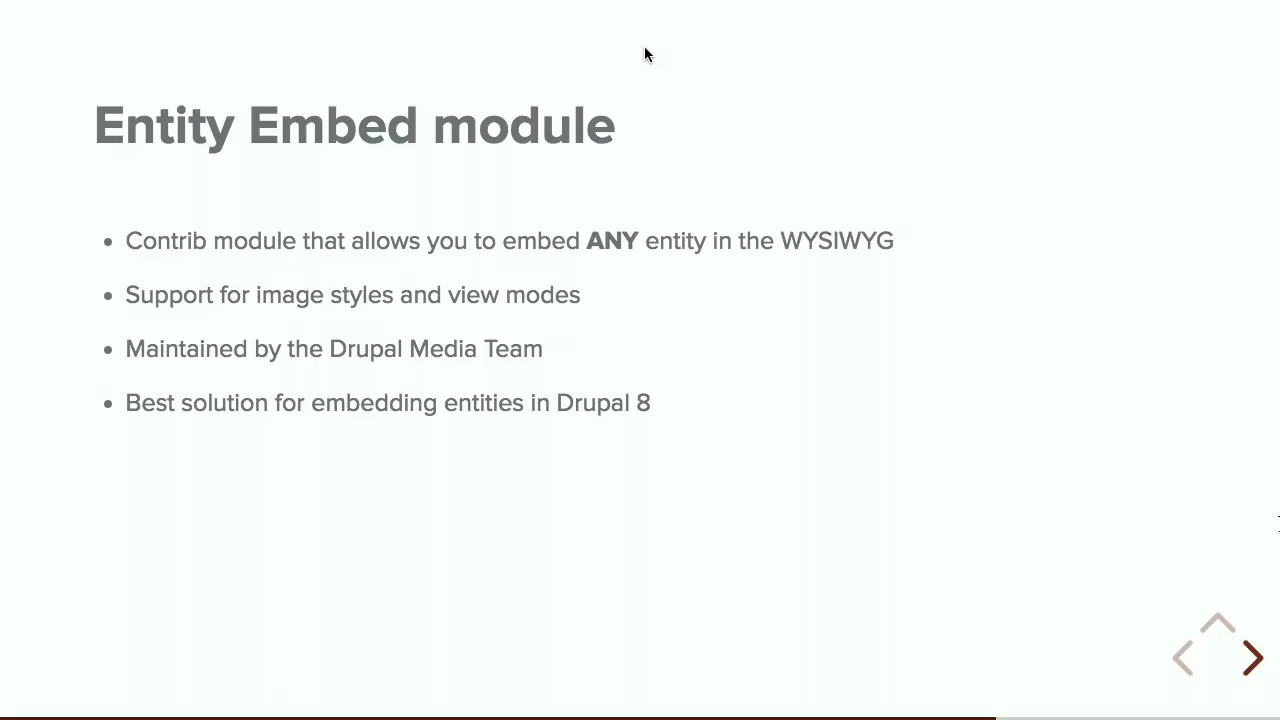 Entity Embed module
• Contrib module that allows you to embed ANY entity in the WYSIWYG
• Support for image styles and view modes
• Maintained by the Drupal Media Team
• Best solution for embedding entities in Drupal 8